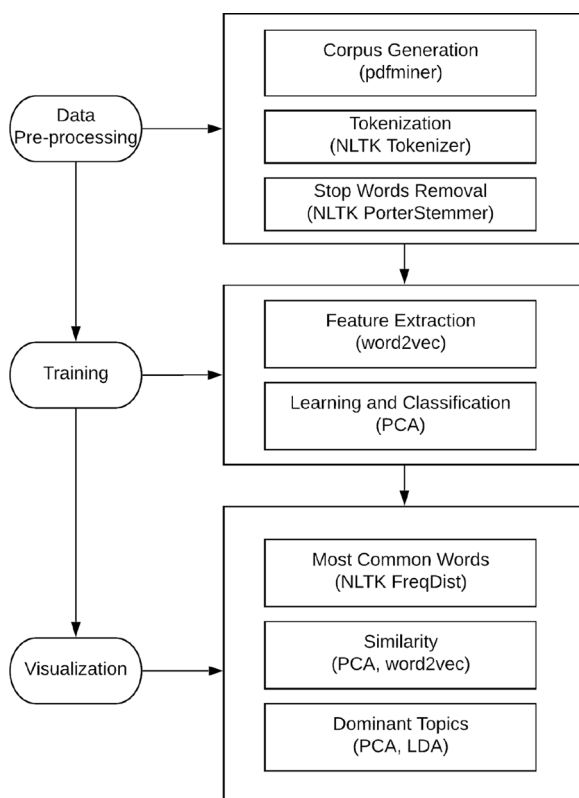 Data
Pre-processing
Corpus Generation
(pdfminer)
Tokenization
(NLTK Tokenizer)
Stop Words Removal
(NLTK PorterStemmer)
Training
Feature Extraction
(word2vec)
Learning and Classification
(PCA)
Visualization
Most Common Words
(NLTK FreqDist)
Similarity
(PCA, word2vec)
Dominant Topics
(PCA, LDA)